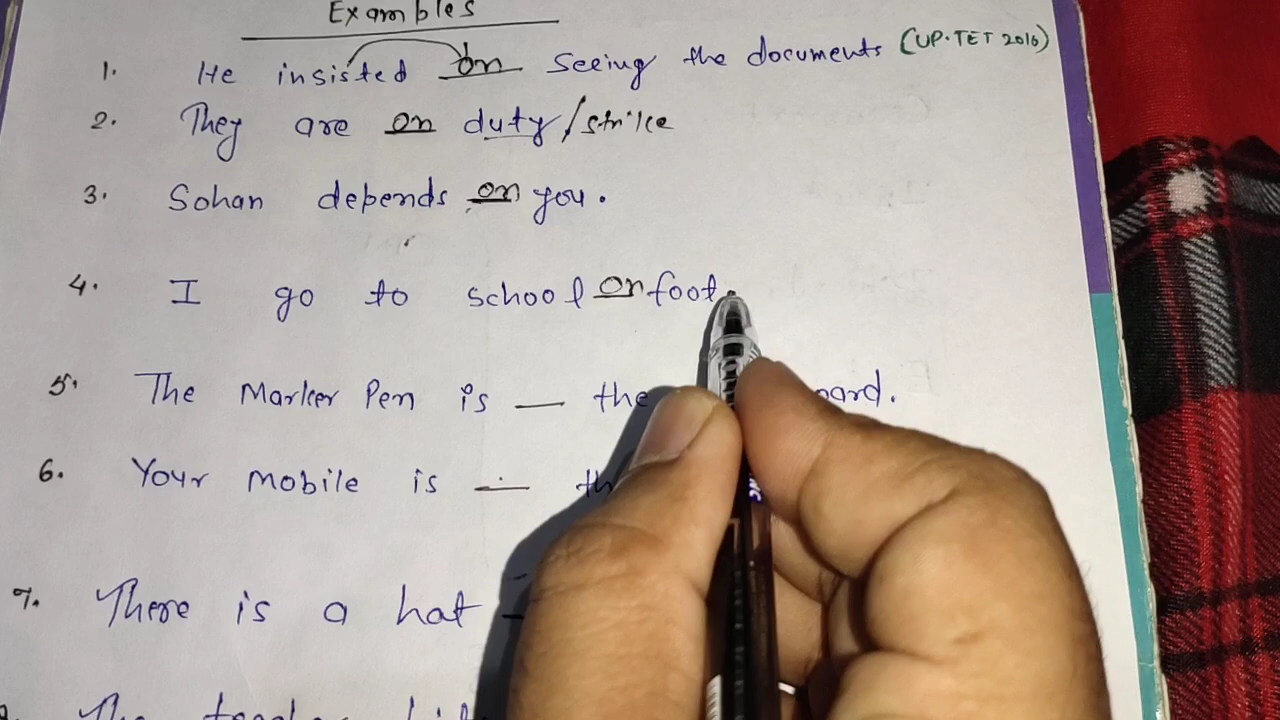 Examples
1. He insisted on seeing the documents (UP.TET 2016)
2. They are on duty/strike
3. Sohan depends on you.
4. I go to school on foot.
5. The Marker Pen is — the
6. Your mobile is —
7. There is a hat
The